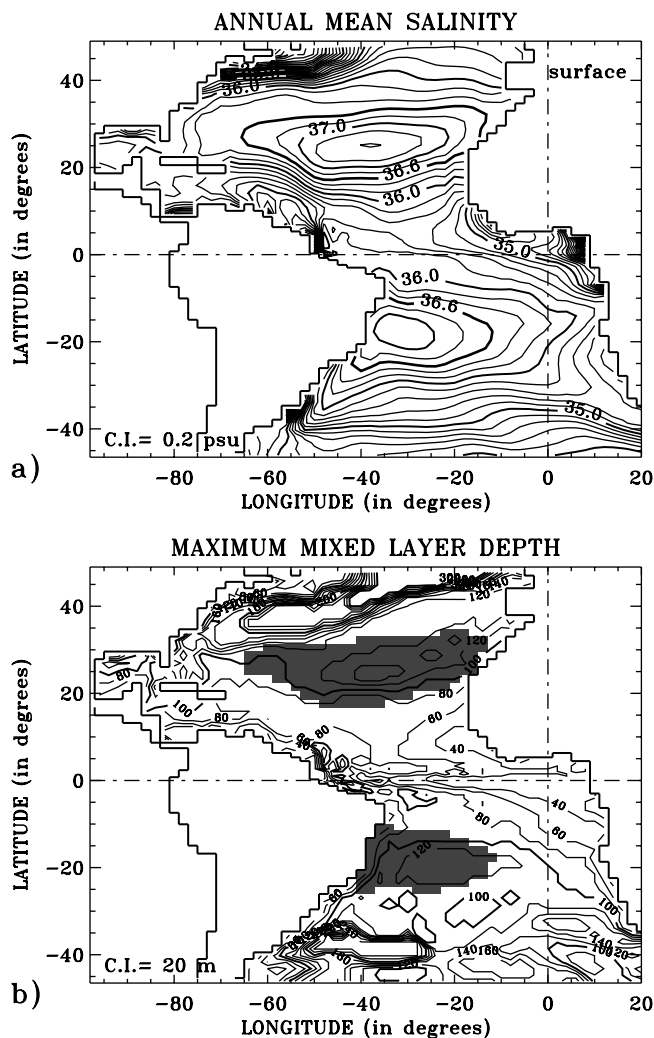 ANNUAL MEAN SALINITY
surface
40
36.0
37.0
36.6
36.0
20
35.0
0
36.0
36.6
-20
35.0
-40
C.I.= 0.2 psu
LATITUDE (in degrees)
a)
-80 -60 -40 -20 0 20
LONGITUDE (in degrees)
MAXIMUM MIXED LAYER DEPTH
120
40
120
100
80
20
80
100
80
60
80
40
0
40
80
60
120
-20
100
100
140
-40
C.I.= 20 m
LATITUDE (in degrees)
b)
-80 -60 -40 -20 0 20
LONGITUDE (in degrees)